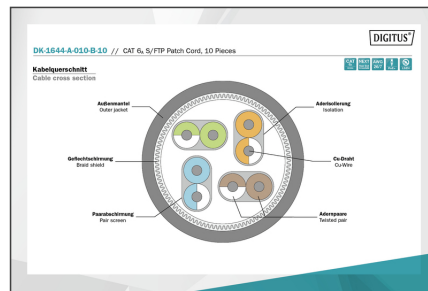 DIGITUS®
DK-1644-A-010-B-10 // CAT 6A S/FTP Patch Cord, 10 Pieces
Kabelquerschnitt
Cable cross section
CAT
Außenmantel
Outer jacket
Aderisolierung
Isolation
Geflechtschirmung
Braid shield
Cu-Draht
Cu-Wire
Paarabschirmung
Pair screen
Adernpaare
Twisted pair